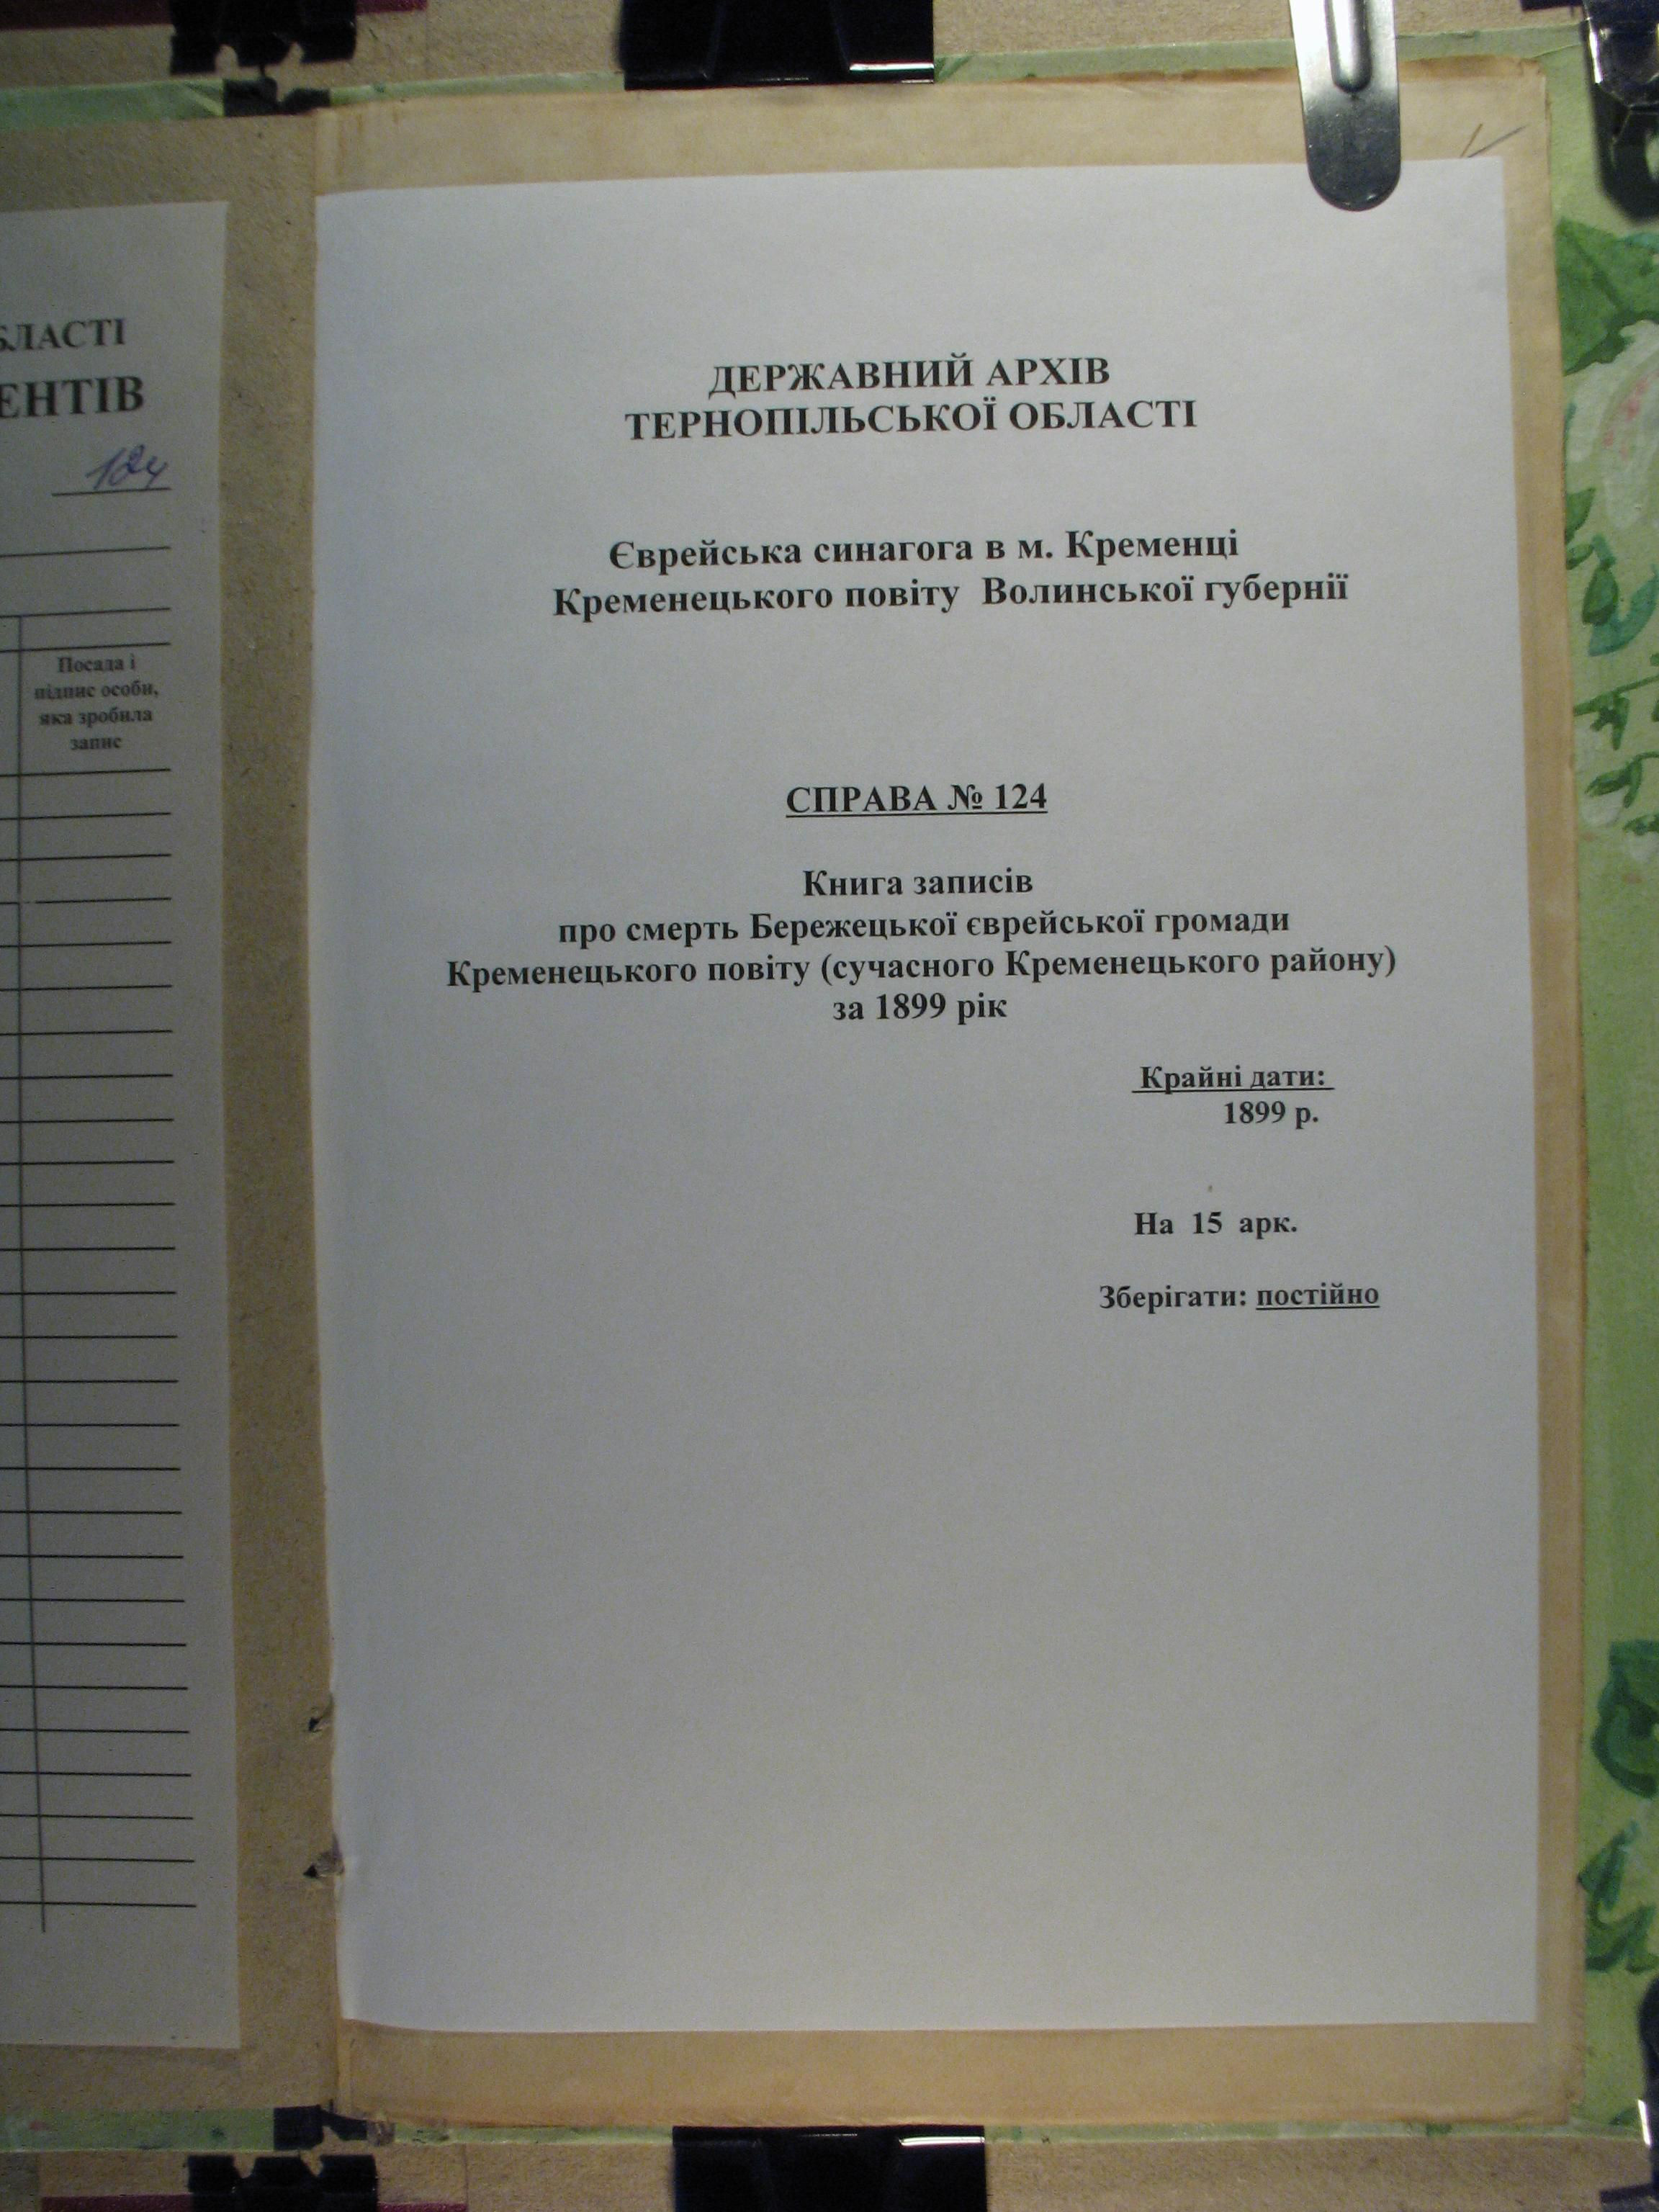 БЛАСТІ
ЕНТІВ
124
Посада і
підпис особи,
яка зробила
запис
ДЕРЖАВНИЙ АРХІВ
ТЕРНОПІЛЬСЬКОЇ ОБЛАСТІ
Єврейська синагога в м. Кременці
Кременецького повіту Волинської губернії
СПРАВА № 124
Книга записів
про смерть Бережецької єврейської громади
Кременецького повіту (сучасного Кременецького району)
за 1899 рік
Крайні дати:
1899 р.
На 15 арк.
Зберігати: постійно